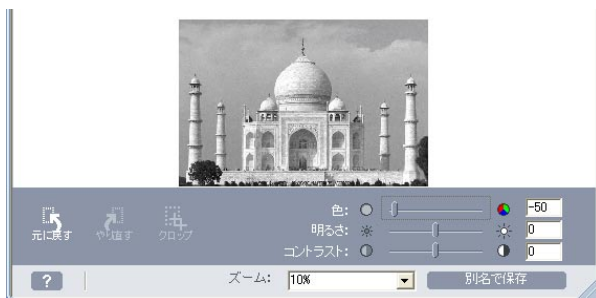 色: -50
元に戻す やり直す クロップ 明るさ: 0
コントラスト: 0
? ズーム: 10% 別名で保存